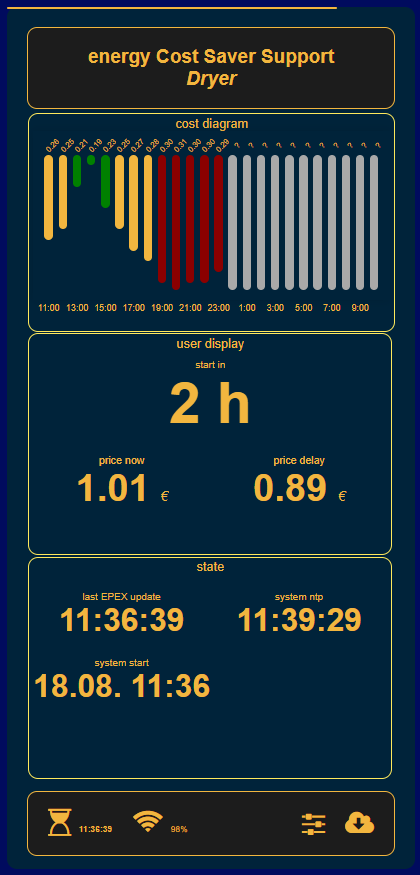 energy Cost Saver Support
Dryer
cost diagram
0.26 0.25 0.21 0.19 0.23 0.25 0.27 0.28 0.30 0.31 0.30 0.30 0.29 ? ? ? ? ? ? ? ? ? ? ?
11:00 13:00 15:00 17:00 19:00 21:00 23:00 1:00 3:00 5:00 7:00 9:00
user display
start in
2 h
price now price delay
1.01 € 0.89 €
state
last EPEX update system ntp
11:36:39 11:39:29
system start
18.08. 11:36
11:36:39 98%